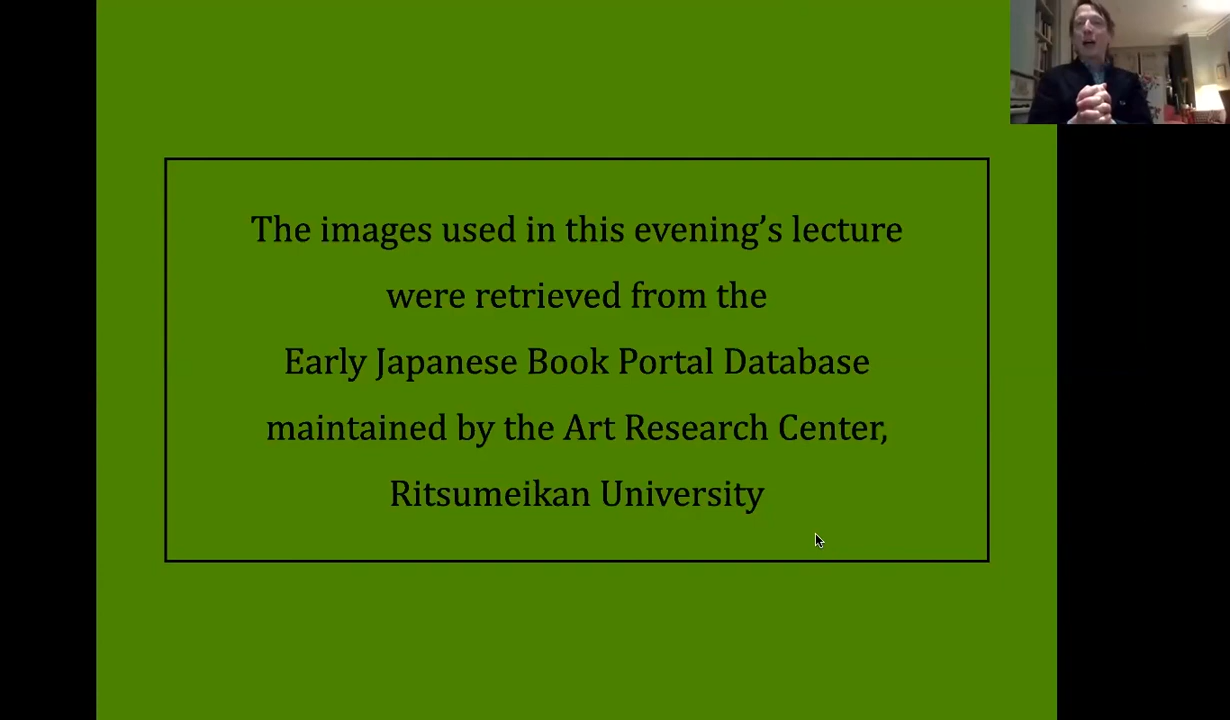 The images used in this evening’s lecture
were retrieved from the
Early Japanese Book Portal Database
maintained by the Art Research Center,
Ritsumeikan University